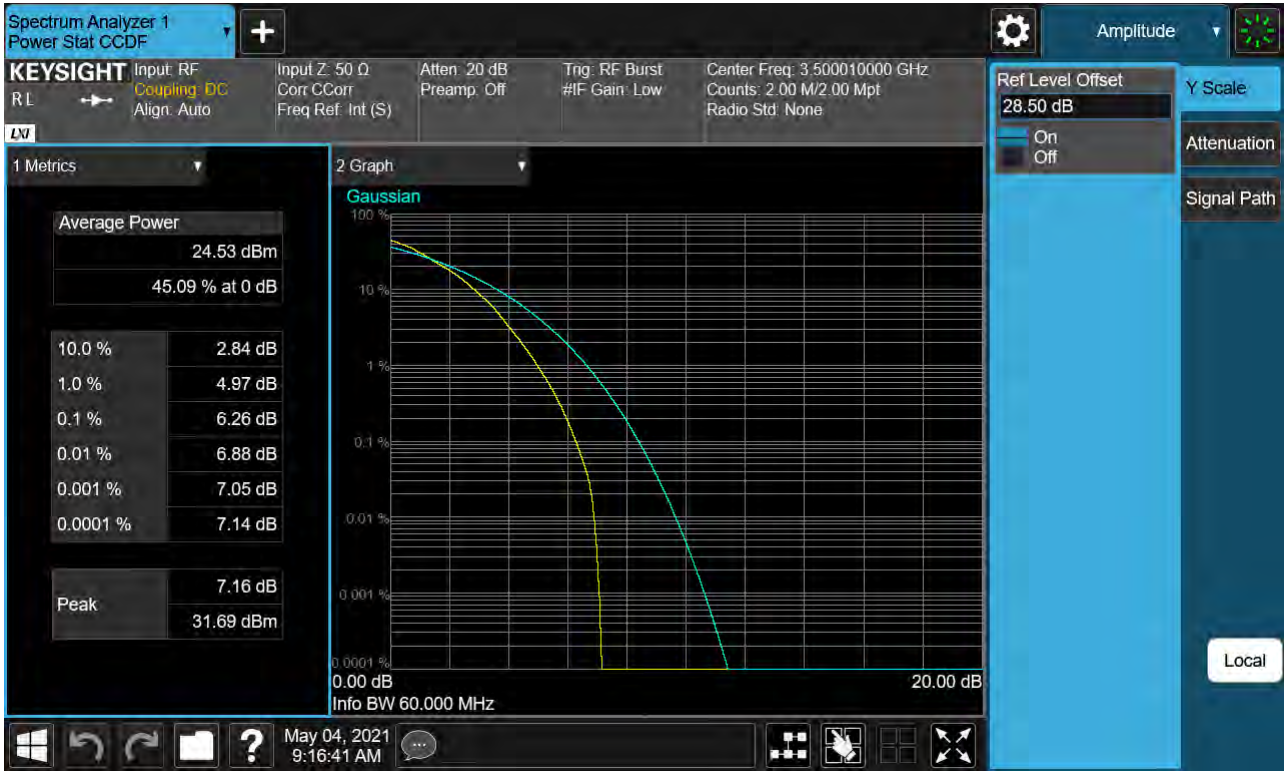 Spectrum Analyzer 1
Power Stat CCDF
Amplitude
KEYSIGHT
RL
LXI
Input: RF
Coupling: DC
Align: Auto
Input Z: 50 Ω
Corr CCorr
Freq Ref: Int (S)
Atten: 20 dB
Preamp: Off
Trig: RF Burst
#IF Gain: Low
Center Freq: 3.500010000 GHz
Counts: 2.00 M/2.00 Mpt
Radio Std: None
Ref Level Offset
28.50 dB
On
Off
Y Scale
Attenuation
Signal Path
Local
1 Metrics
Average Power
24.53 dBm
45.09 % at 0 dB
10.0 % 2.84 dB
1.0 % 4.97 dB
0.1 % 6.26 dB
0.01 % 6.88 dB
0.001 % 7.05 dB
0.0001 % 7.14 dB
Peak
7.16 dB
31.69 dBm
2 Graph
Gaussian
100 %
10 %
1 %
0.1 %
0.01 %
0.001 %
0.0001 %
0.00 dB 20.00 dB
Info BW 60.000 MHz
?
May 04, 2021
9:16:41 AM